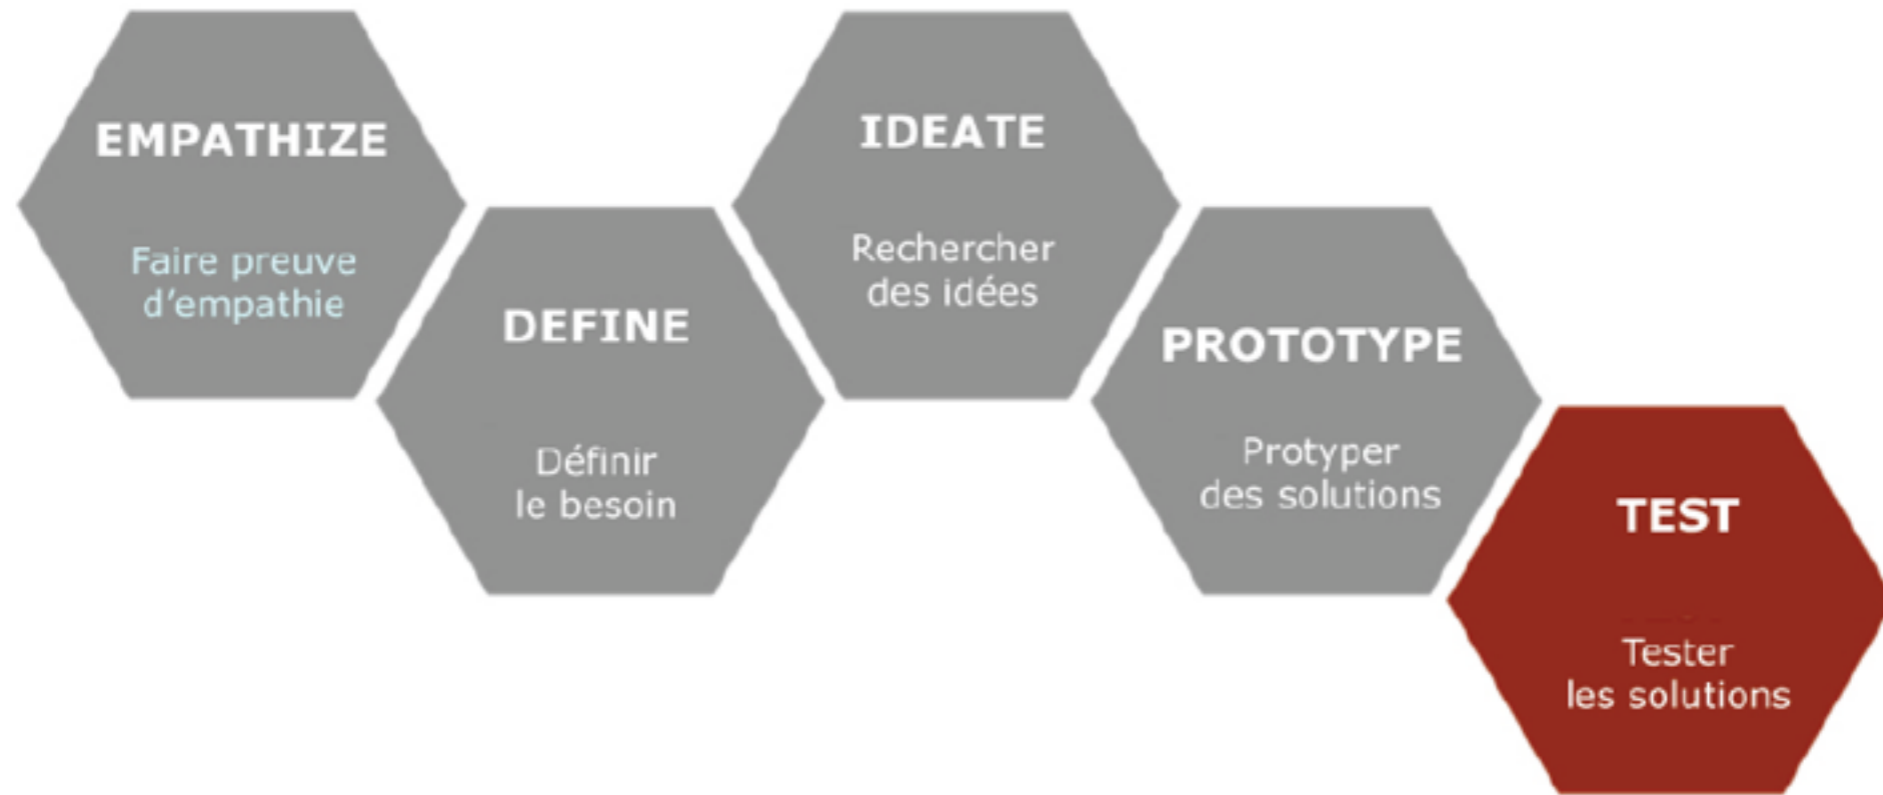 EMPATHIZE
Faire preuve
d'empathie
DEFINE
Définir
le besoin
IDEATE
Rechercher
des idées
PROTOTYPE
Protyper
des solutions
TEST
Tester
les solutions